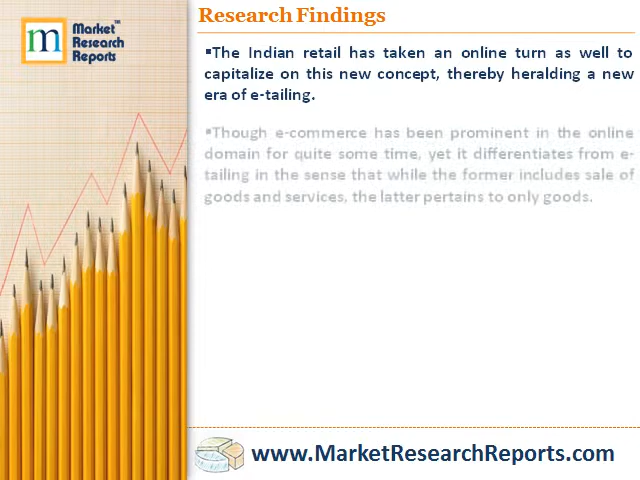 Market Research Reports™
Research Findings
▪The Indian retail has taken an online turn as well to
capitalize on this new concept, thereby heralding a new
era of e-tailing.
▪Though e-commerce has been prominent in the online
domain for quite some time, yet it differentiates from e-
tailing in the sense that while the former includes sale of
goods and services, the latter pertains to only goods.
www.MarketResearchReports.com